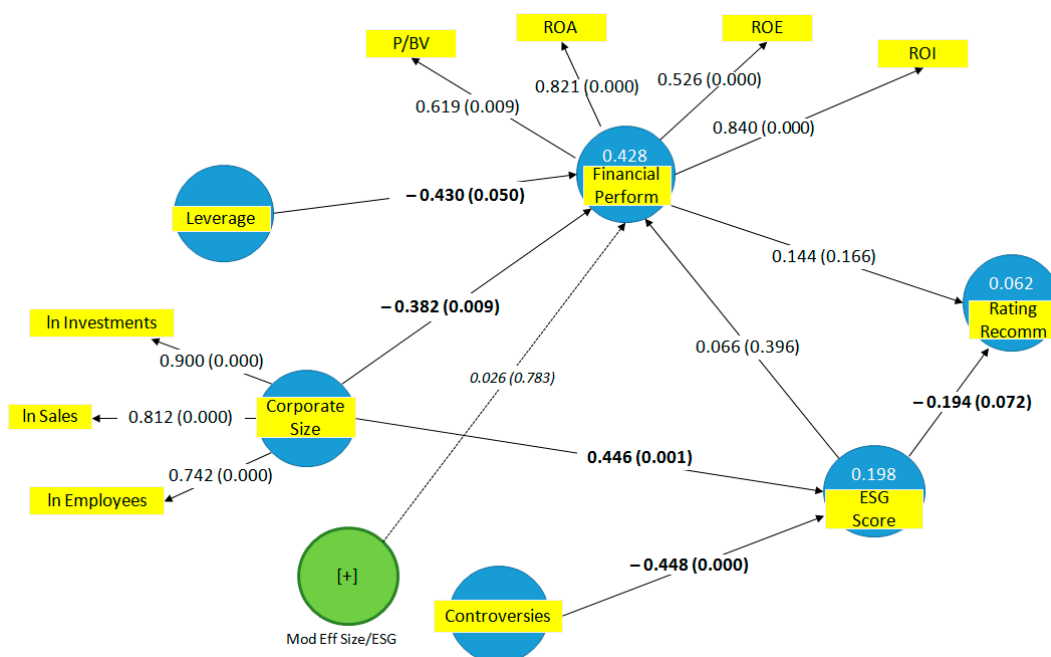 ROA
ROE
P/BV
ROI
0.821 (0.000)
0.526 (0.000)
0.619 (0.009)
0.840 (0.000)
0.428
Financial
Perform
Leverage
– 0.430 (0.050)
0.144 (0.166)
0.062
Rating
Recomm
– 0.382 (0.009)
ln Investments
0.066 (0.396)
0.900 (0.000)
0.026 (0.783)
– 0.194 (0.072)
ln Sales
0.812 (0.000)
Corporate
Size
0.446 (0.001)
0.742 (0.000)
ln Employees
0.198
ESG
Score
– 0.448 (0.000)
[+]
Controversies
Mod Eff Size/ESG